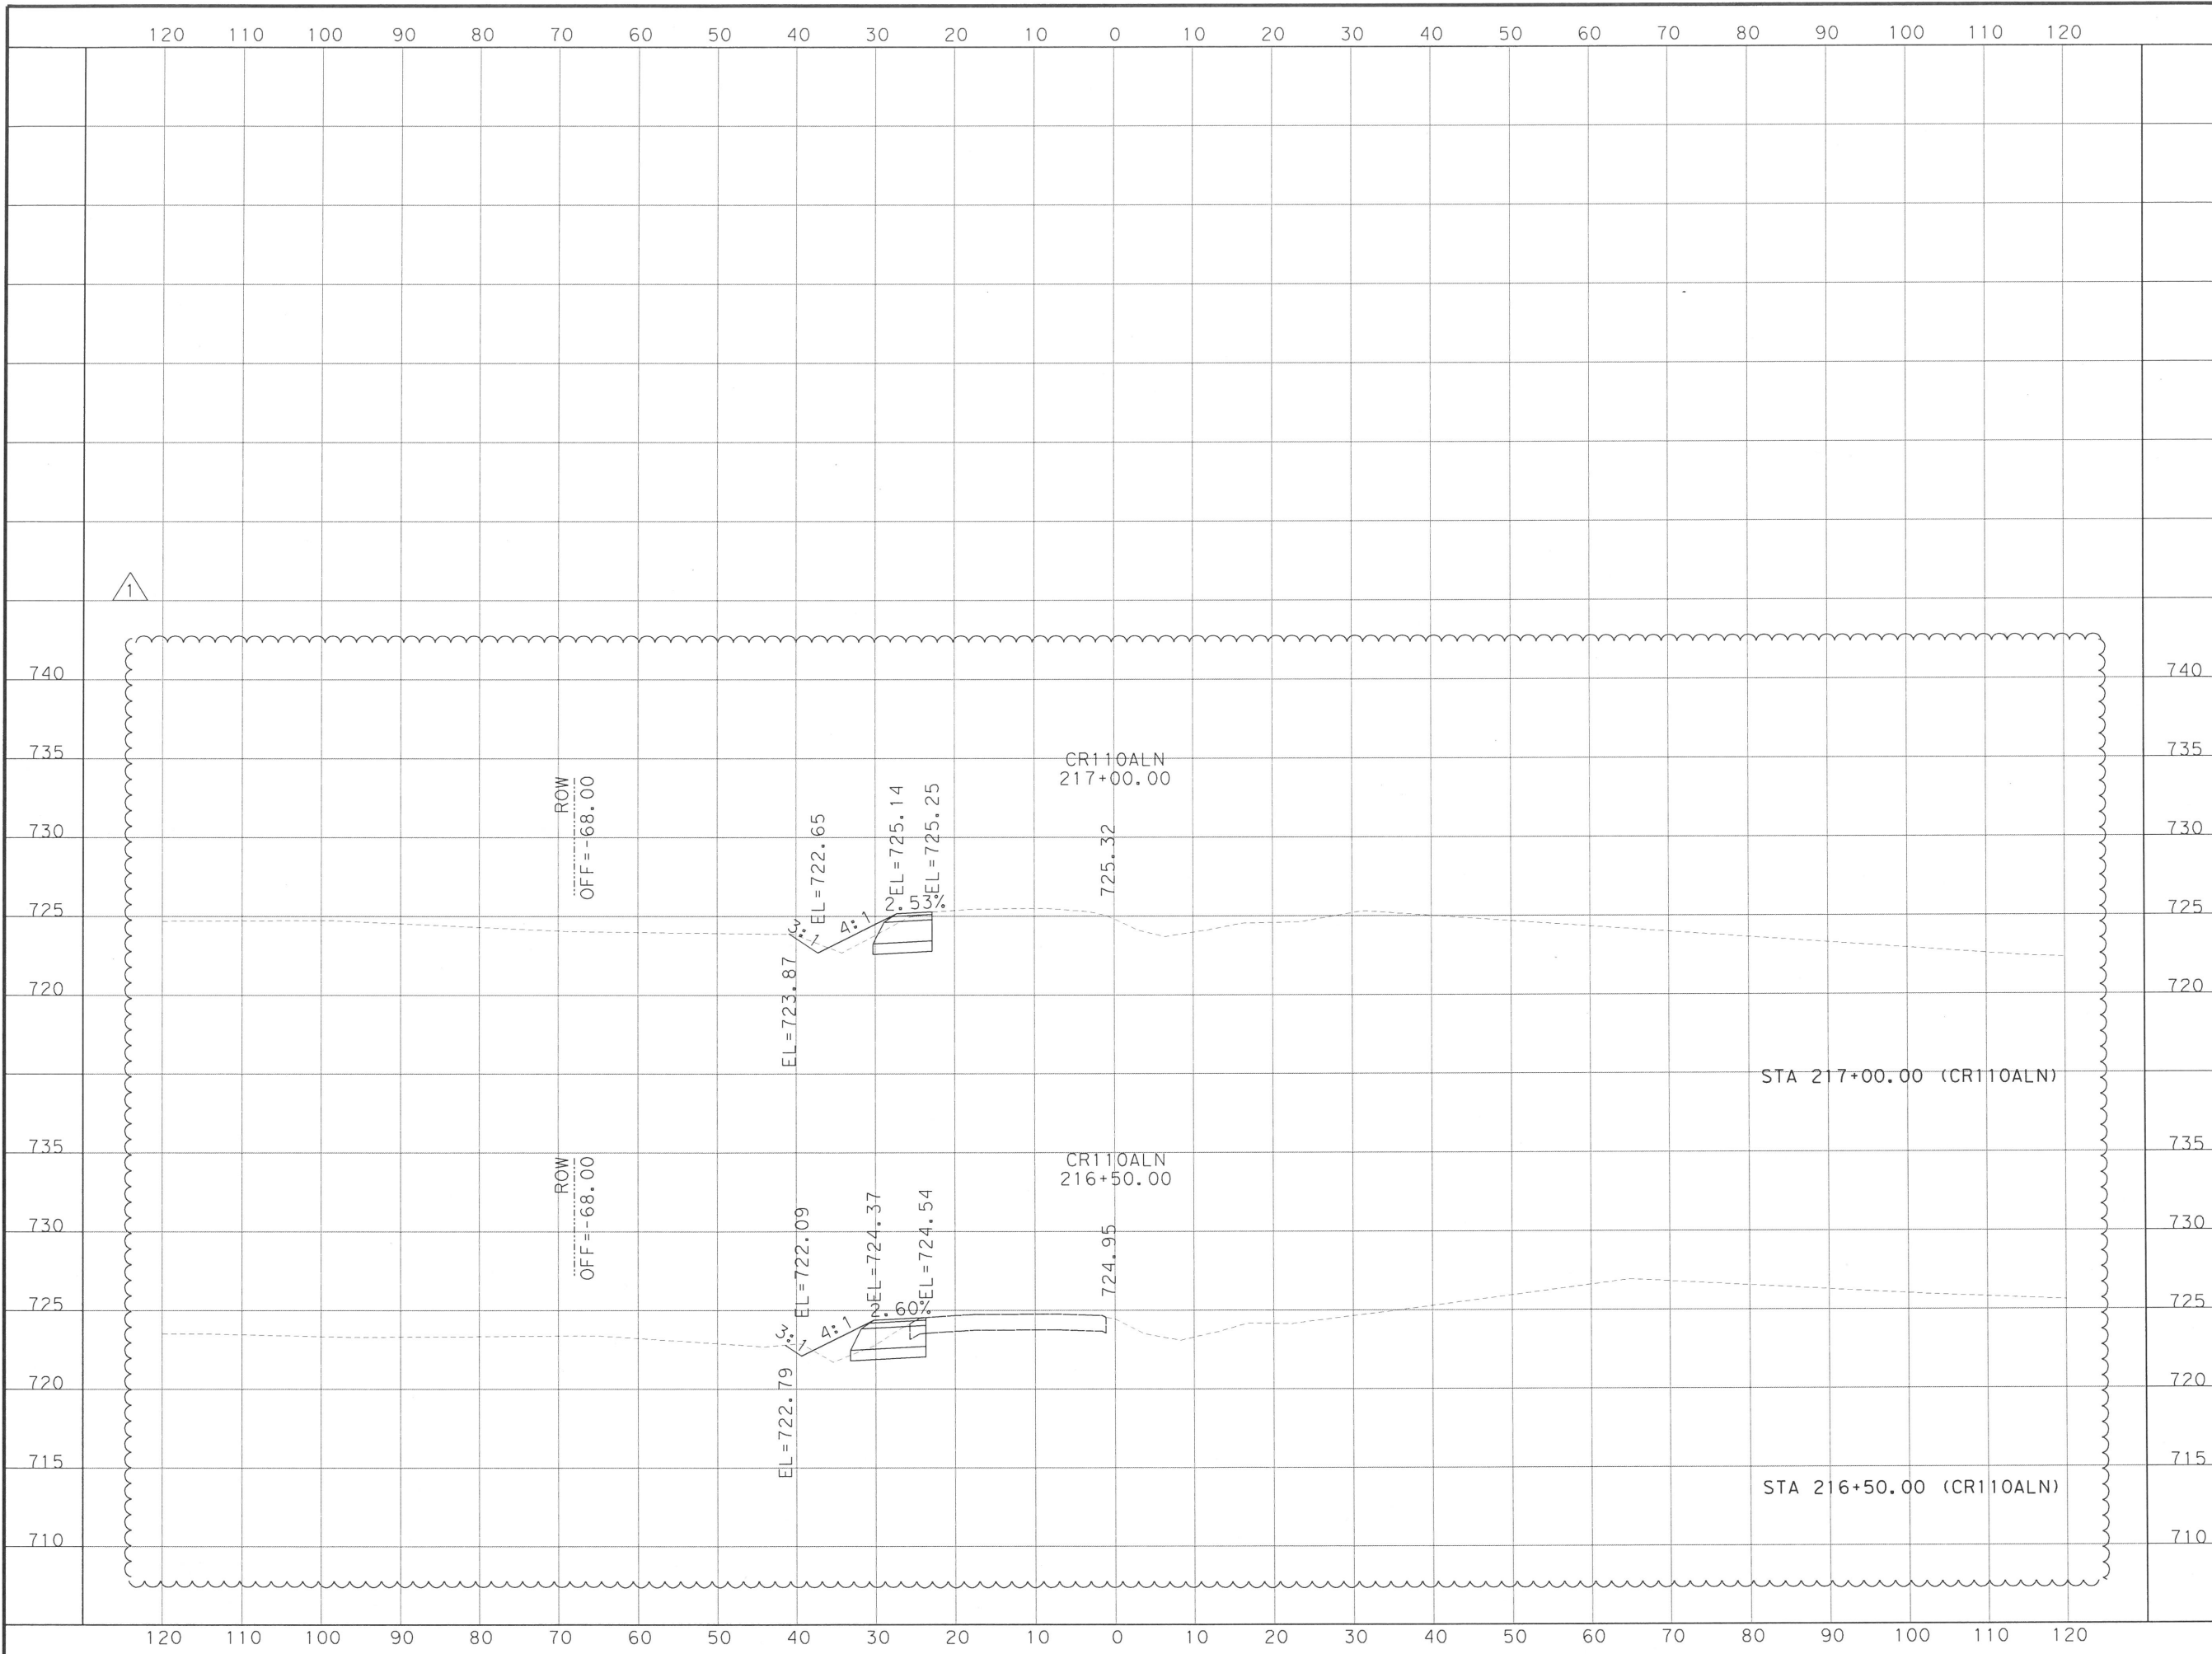 120 110 100 90 80 70 60 50 40 30 20 10 0 10 20 30 40 50 60 70 80 90 100 110 120
1
740 740
735 735
CR110ALN
217+00.00
ROW
OFF=-68.00
EL=722.65
EL=725.14
EL=725.25
725.32
730 730
725 725
3:1
4:1
2.53%
EL=723.87
720 720
STA 217+00.00 (CR110ALN)
735 735
CR110ALN
216+50.00
ROW
OFF=-68.00
EL=722.09
EL=724.37
EL=724.54
724.95
730 730
725 725
3:1
4:1
2.60%
EL=722.79
720 720
715 715
STA 216+50.00 (CR110ALN)
710 710
120 110 100 90 80 70 60 50 40 30 20 10 0 10 20 30 40 50 60 70 80 90 100 110 120